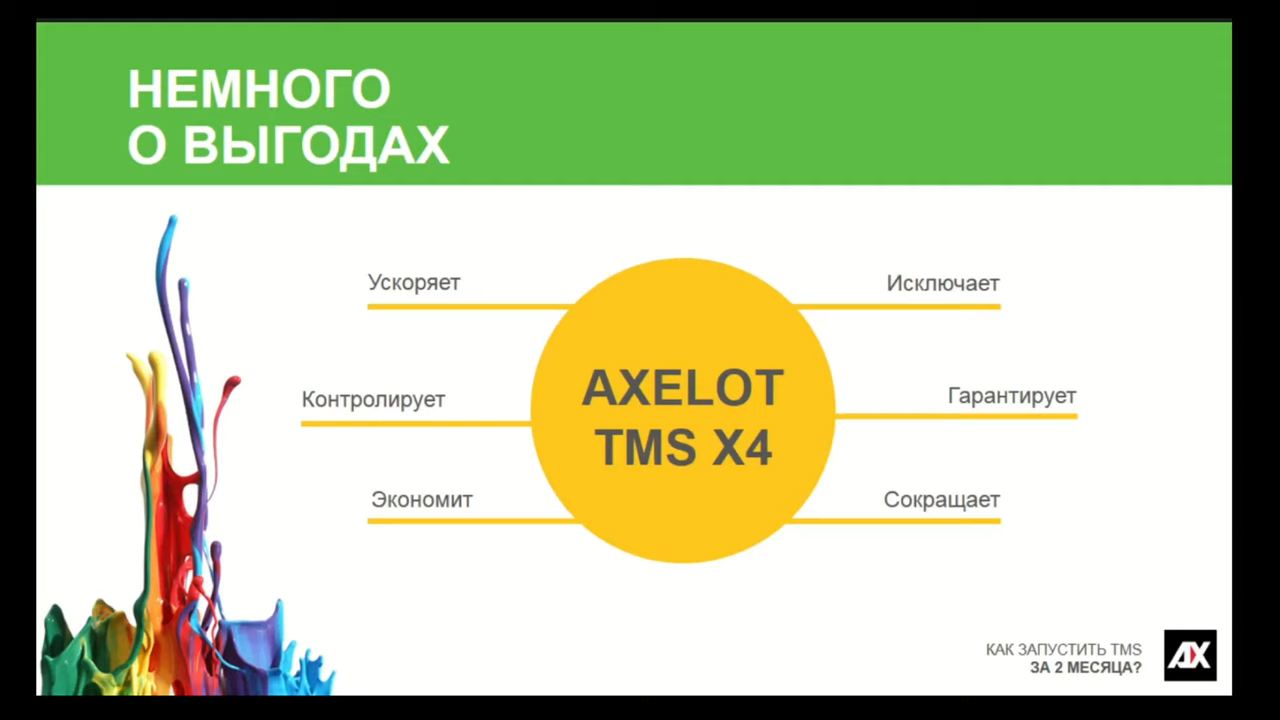 НЕМНОГО
О ВЫГОДАХ
Ускоряет
Исключает
AXELOT
TMS X4
Контролирует
Гарантирует
Экономит
Сокращает
КАК ЗАПУСТИТЬ TMS
ЗА 2 МЕСЯЦА?
AX